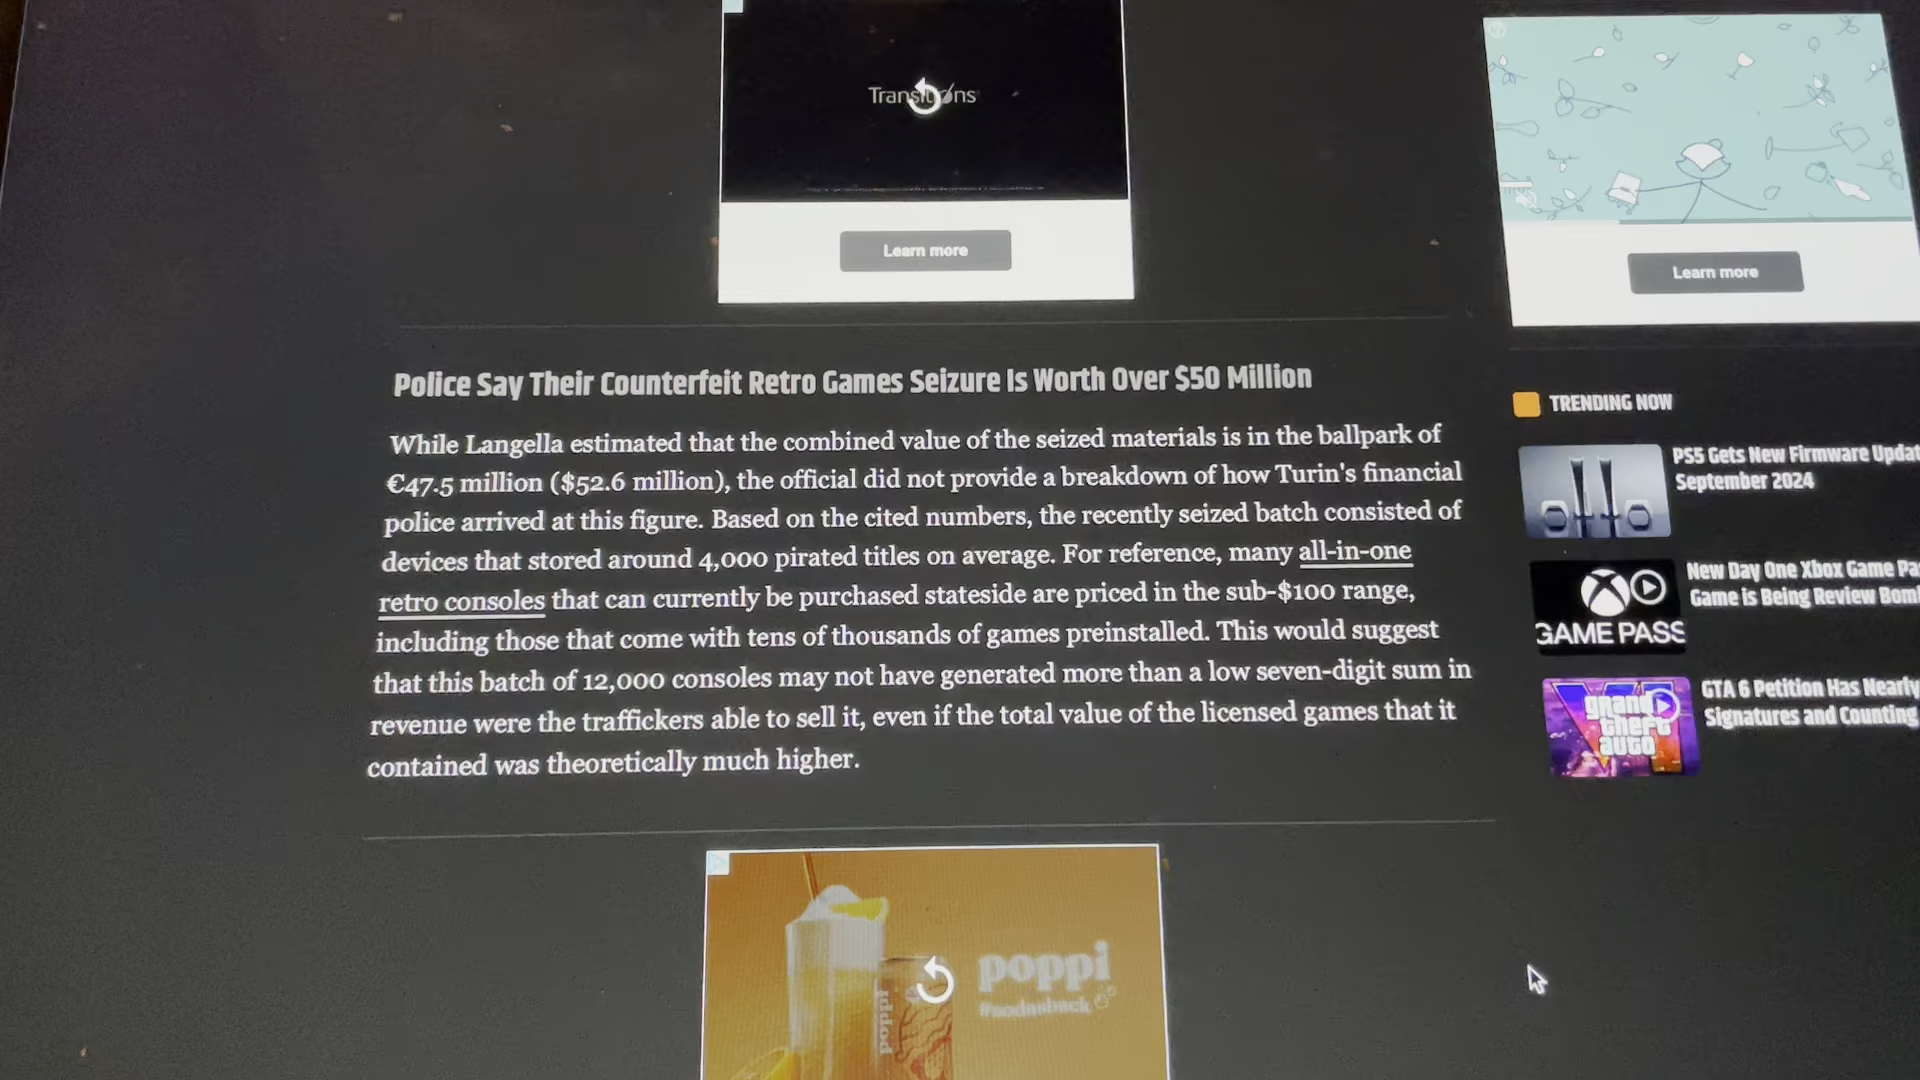 Transitions
Learn more
Learn more
Police Say Their Counterfeit Retro Games Seizure Is Worth Over $50 Million
While Langella estimated that the combined value of the seized materials is in the ballpark of
€47.5 million ($52.6 million), the official did not provide a breakdown of how Turin's financial
police arrived at this figure. Based on the cited numbers, the recently seized batch consisted of
devices that stored around 4,000 pirated titles on average. For reference, many all-in-one
retro consoles that can currently be purchased stateside are priced in the sub-$100 range,
including those that come with tens of thousands of games preinstalled. This would suggest
that this batch of 12,000 consoles may not have generated more than a low seven-digit sum in
revenue were the traffickers able to sell it, even if the total value of the licensed games that it
contained was theoretically much higher.
TRENDING NOW
PS5 Gets New Firmware Updat
September 2024
New Day One Xbox Game Pa
Game is Being Review Bom
GAME PASS
GTA 6 Petition Has Nearly
Signatures and Counting
grand
theft
auto
poppi
#sodasback
poppi